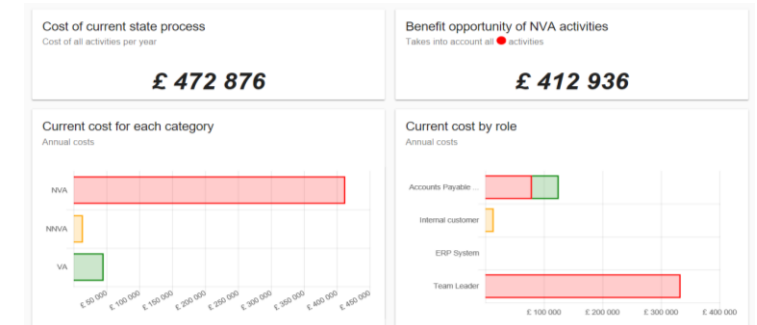 Cost of current state process
Cost of all activities per year
£ 472 876
Benefit opportunity of NVA activities
Takes into account all activities
£ 412 936
Current cost for each category
Annual costs
NVA
NNVA
VA
£ 50 000 £ 100 000 £ 150 000 £ 200 000 £ 250 000 £ 300 000 £ 350 000 £ 400 000 £ 450 000
Current cost by role
Annual costs
Accounts Payable ...
Internal customer
ERP System
Team Leader
£ 100 000 £ 200 000 £ 300 000 £ 400 000